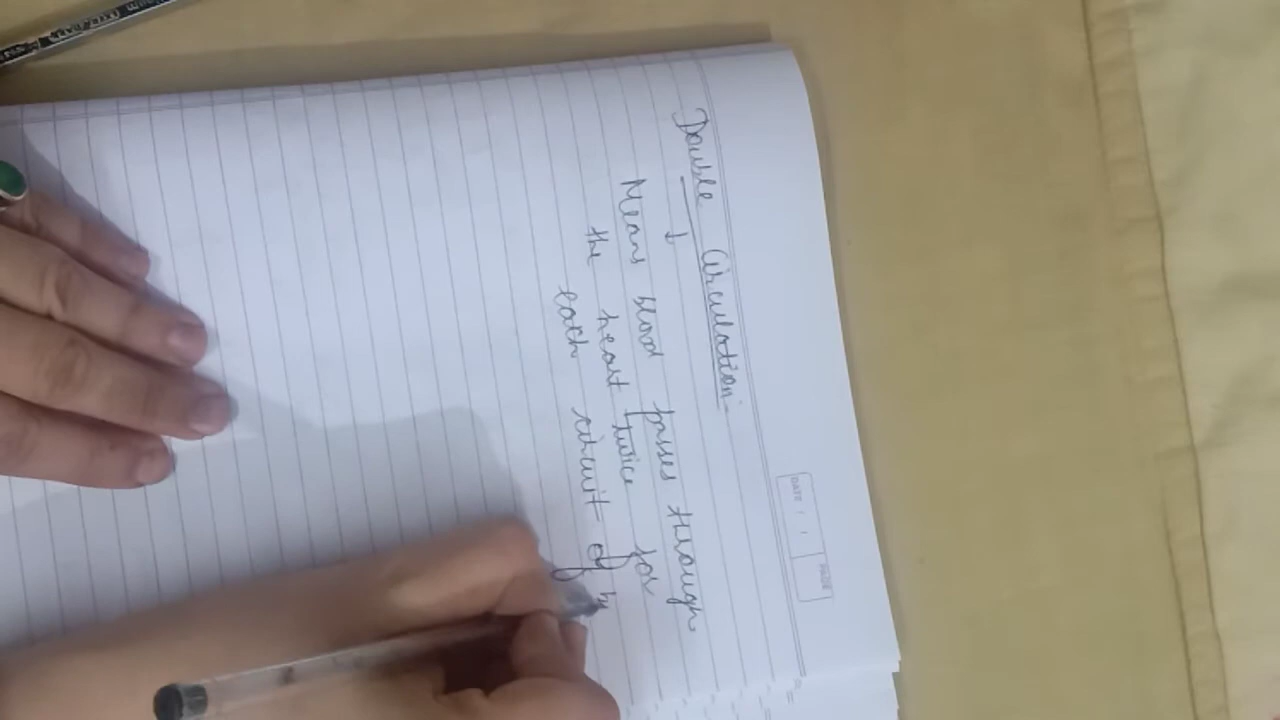 DATE / /
PAGE
Double Circulation:-
↓
Means blood passes through
the heart twice for
each circuit of